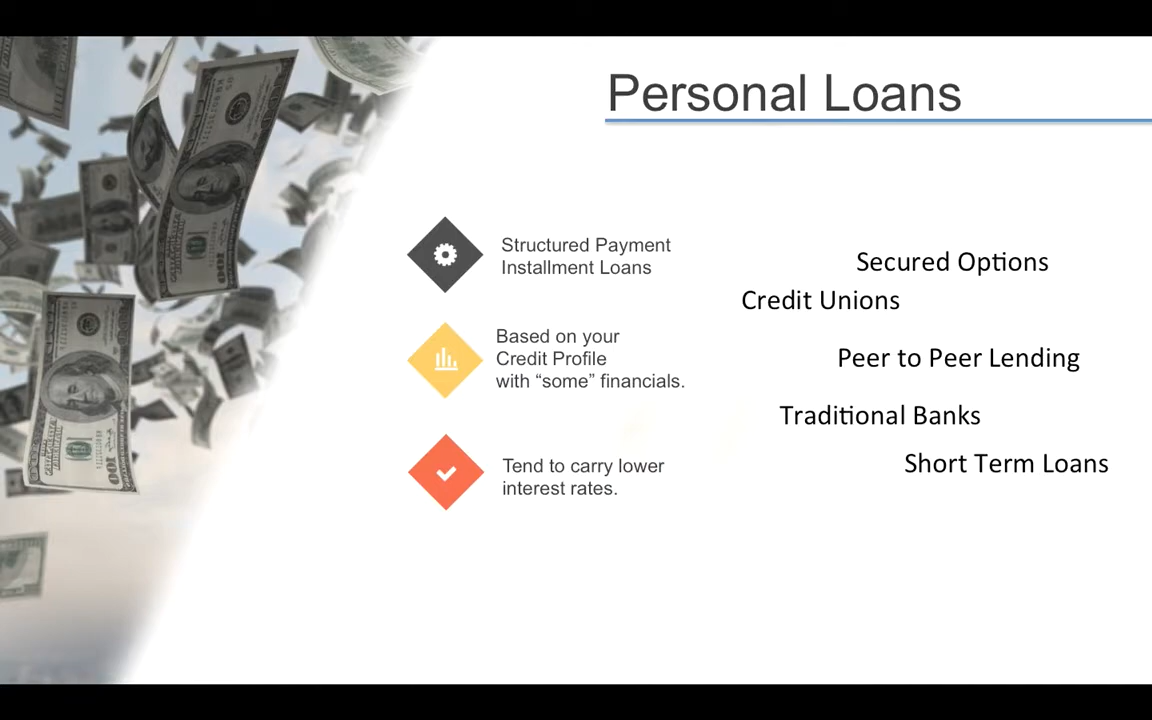 Personal Loans
Structured Payment
Installment Loans
Based on your
Credit Profile
with “some” financials.
Tend to carry lower
interest rates.
Secured Options
Credit Unions
Peer to Peer Lending
Traditional Banks
Short Term Loans